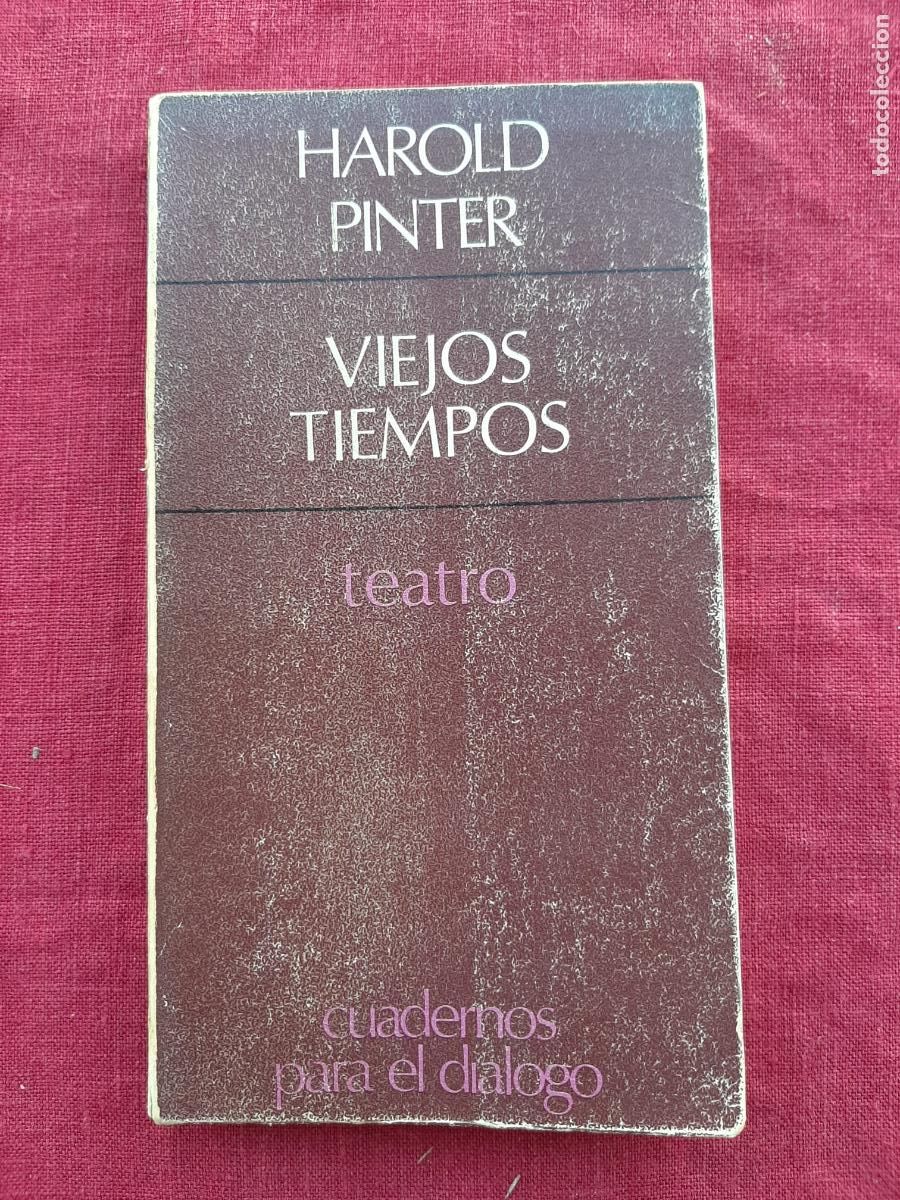 HAROLD
PINTER
VIEJOS
TIEMPOS
teatro
cuadernos
para el dialogo
todocoleccion